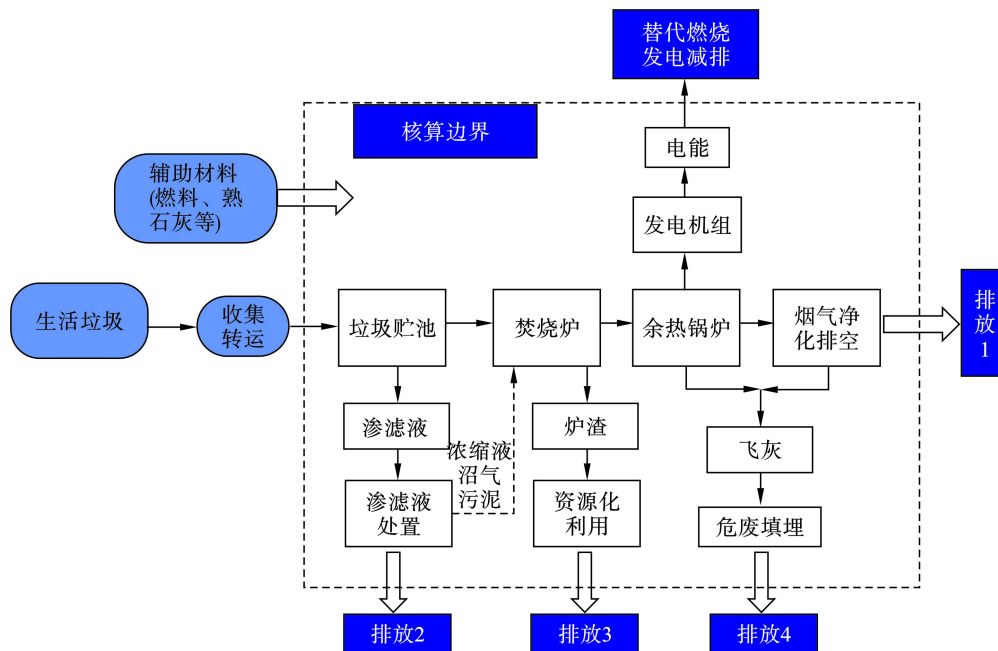 替代燃烧
发电减排
核算边界
电能
辅助材料
(燃料、熟
石灰等)
发电机组
生活垃圾
收集
转运
垃圾贮池
焚烧炉
余热锅炉
烟气净
化排空
排
放
1
渗滤液
浓缩液
沼气
污泥
炉渣
飞灰
渗滤液
处置
资源化
利用
危废填埋
排放2
排放3
排放4